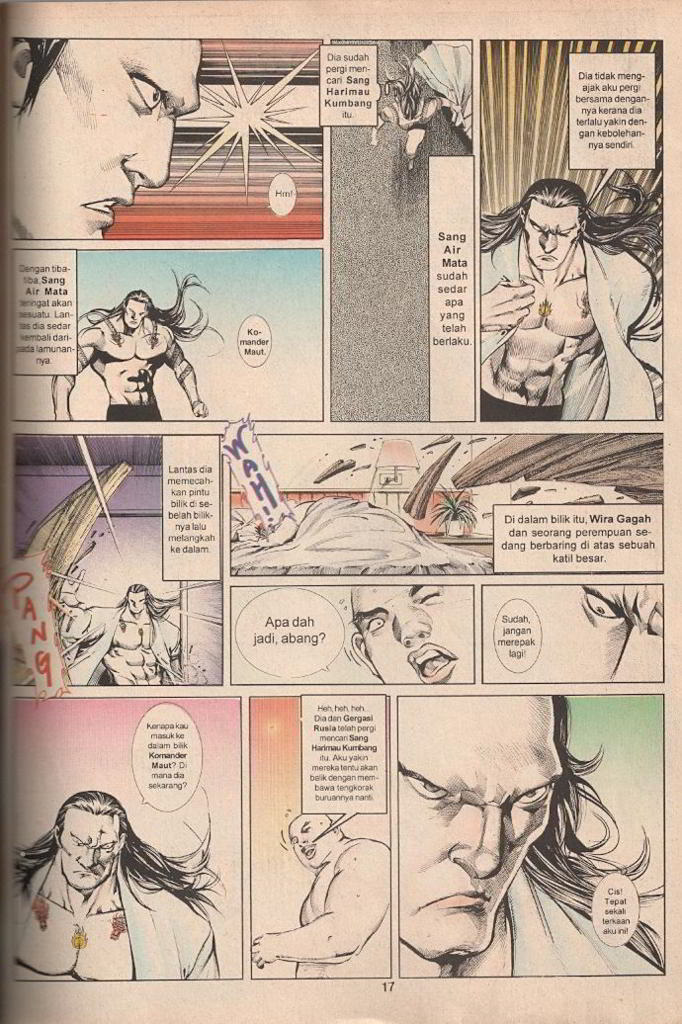 Hm!
Dia sudah
pergi men-
cari Sang
Harimau
Kumbang
itu.
Dia tidak meng-
ajak aku pergi
bersama dengan-
nya kerana dia
terlalu yakin dengan
kebolehan-
nya sendiri.
Dengan tiba-
tiba, Sang
Air Mata
teringat akan
sesuatu. Lan-
tas dia sedar
kembali dari-
pada lamunan-
nya.
Ko-
mander
Maut.
Sang
Air
Mata
sudah
sedar
apa
yang
telah
berlaku.
PANG
Lantas dia
memecah-
kan pintu
bilik di se-
belah bilik-
nya lalu
melangkah
ke dalam.
WAH!!
Di dalam bilik itu, Wira Gagah
dan seorang perempuan se-
dang berbaring di atas sebuah
katil besar.
Apa dah
jadi, abang?
Sudah,
jangan
merepak
lagi!
Kenapa kau
masuk ke
dalam bilik
Komander
Maut? Di
mana dia
sekarang?
Heh, heh, heh...
Dia dan Gergasi
Rusia telah pergi
mencari Sang
Harimau Kumbang
itu. Aku yakin
mereka tentu akan
balik dengan mem-
bawa tengkorak
buruannya nanti.
Cis!
Tepat
sekali
terkaan
aku ini!
17